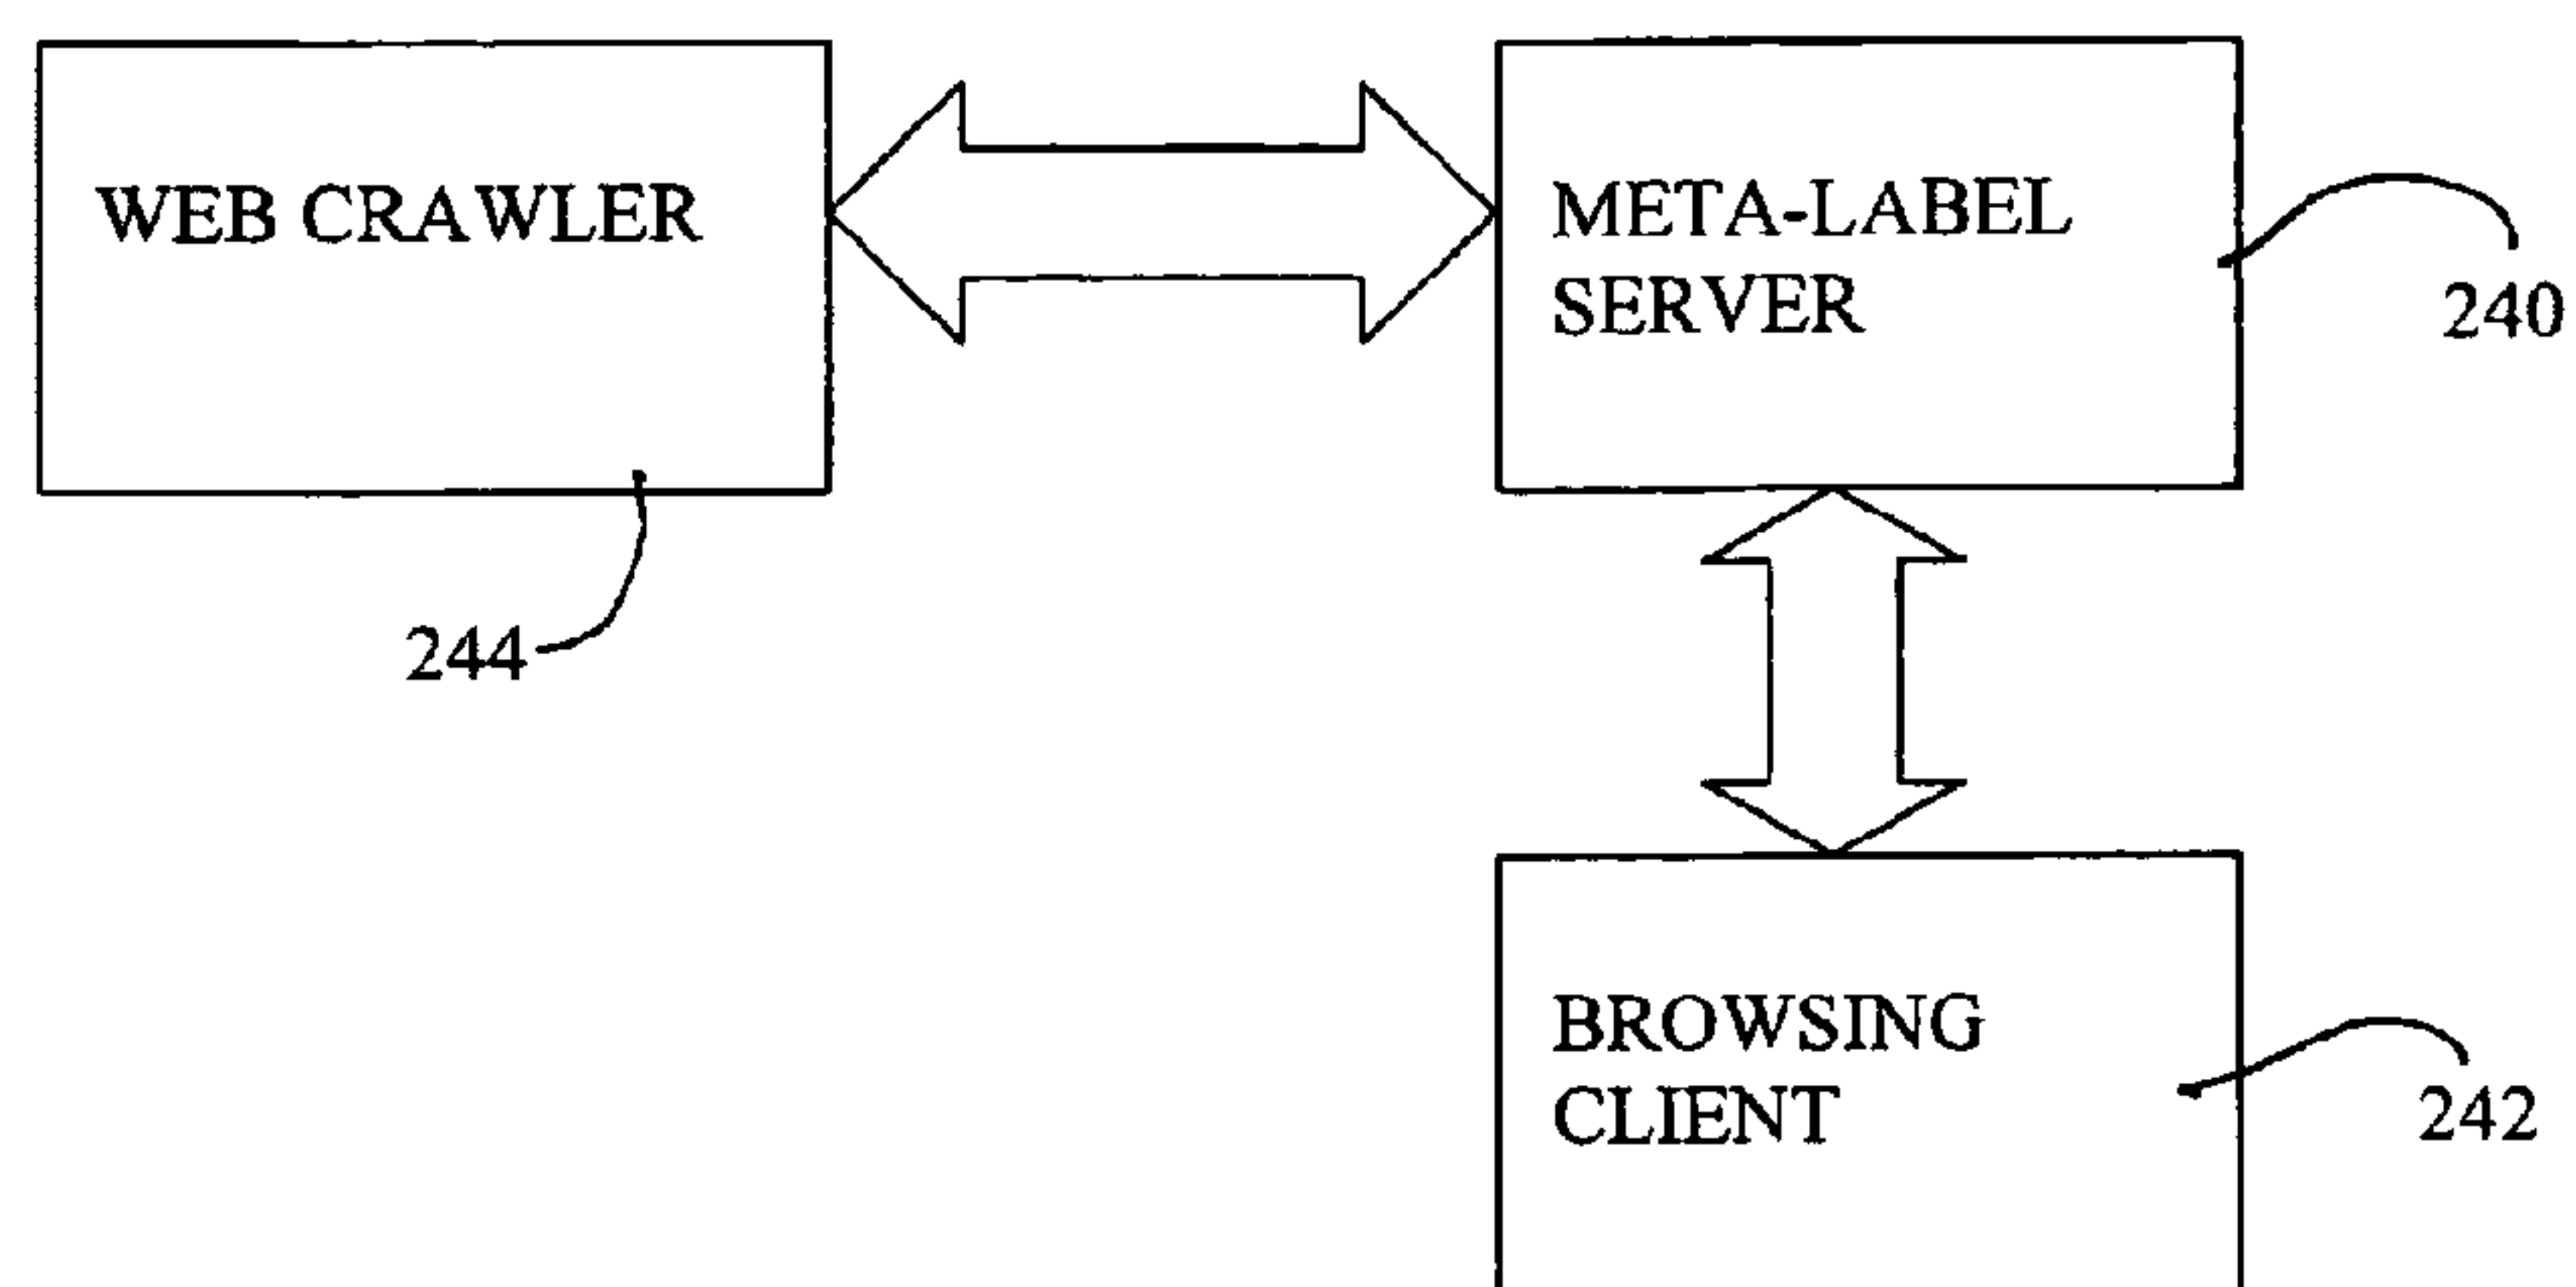 WEB CRAWLER
META-LABEL
SERVER
240
244
BROWSING
CLIENT
242